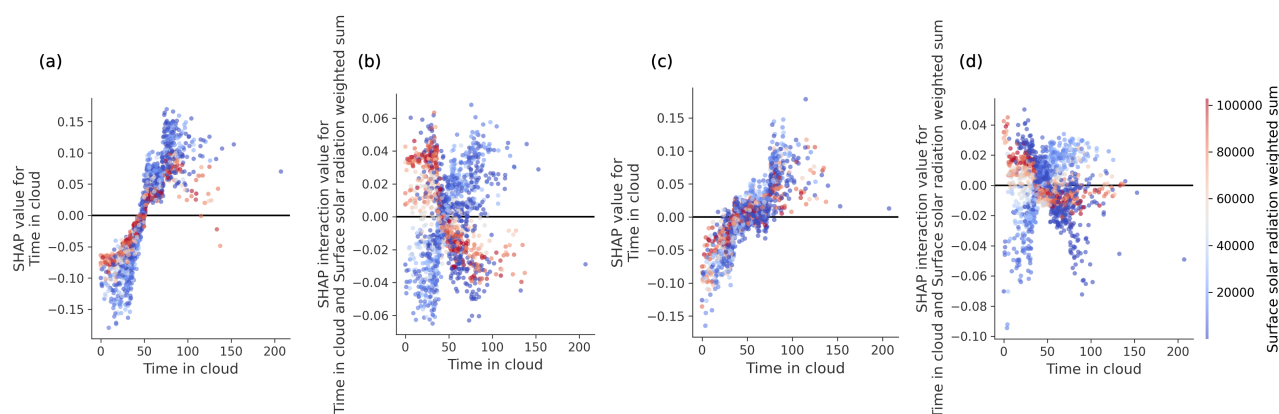 (a)
SHAP value for
Time in cloud
0.15
0.10
0.05
0.00
−0.05
−0.10
−0.15
0 50 100 150 200
Time in cloud
(b)
SHAP interaction value for
Time in cloud and Surface solar radiation weighted sum
0.06
0.04
0.02
0.00
−0.02
−0.04
−0.06
0 50 100 150 200
Time in cloud
(c)
SHAP value for
Time in cloud
0.15
0.10
0.05
0.00
−0.05
−0.10
−0.15
0 50 100 150 200
Time in cloud
(d)
SHAP interaction value for
Time in cloud and Surface solar radiation weighted sum
0.04
0.02
0.00
−0.02
−0.04
−0.06
−0.08
−0.10
0 50 100 150 200
Time in cloud
100000
80000
60000
40000
20000
Surface solar radiation weighted sum